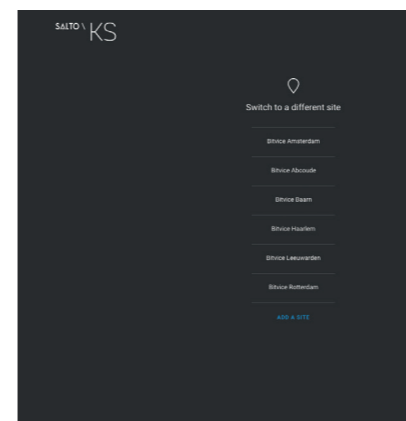 SALTO \ KS
Switch to a different site
Bitvice Amsterdam
Bitvice Abcoude
Bitvice Baarn
Bitvice Haarlem
Bitvice Leeuwarden
Bitvice Rotterdam
ADD A SITE